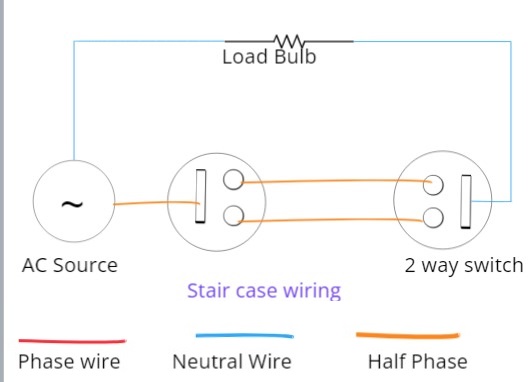 Load Bulb
~
AC Source
2 way switch
Stair case wiring
Phase wire
Neutral Wire
Half Phase